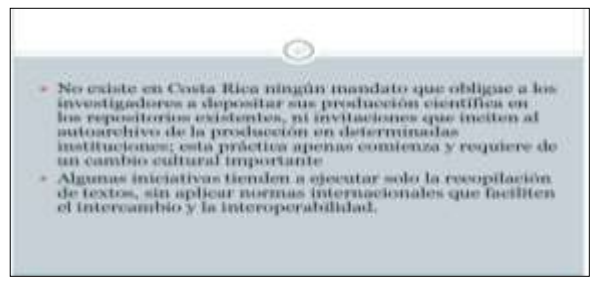 No existe en Costa Rica ningún mandato que obligue a los
investigadores a depositar sus producción científica en
los repositorios existentes, ni invitaciones que inciten al
autoarchivo de la producción en determinadas
instituciones; esta práctica apenas comienza y requiere de
un cambio cultural importante
Algunas iniciativas tienden a ejecutar solo la recopilación
de textos, sin aplicar normas internacionales que faciliten
el intercambio y la interoperabilidad.